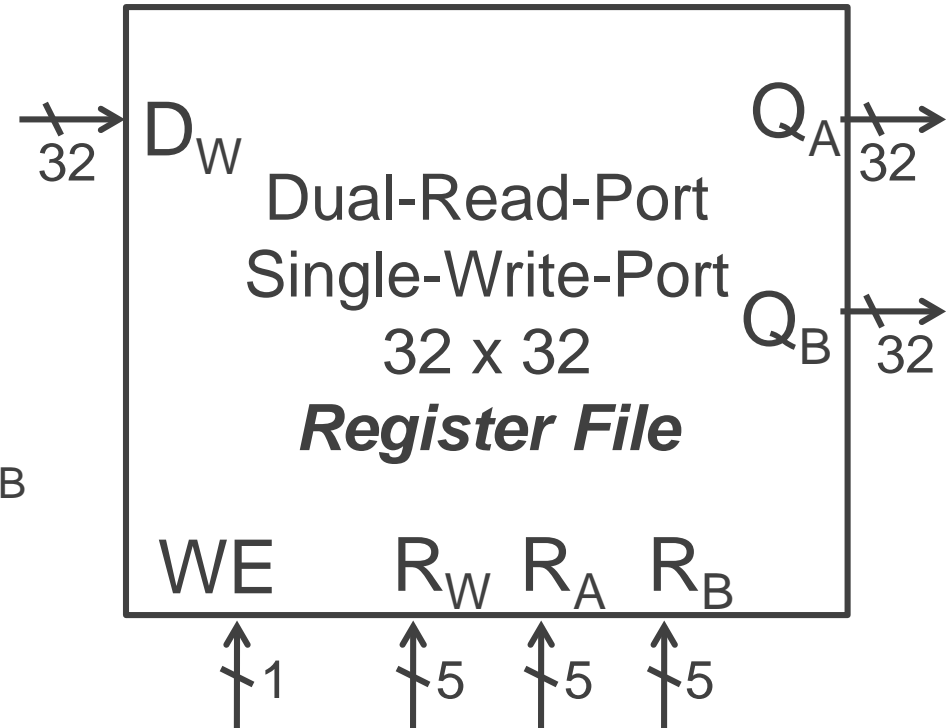 D_W Q_A
32 32
Dual-Read-Port
Single-Write-Port
Q_B
32 x 32
32
Register File
B
WE R_W R_A R_B
1 5 5 5